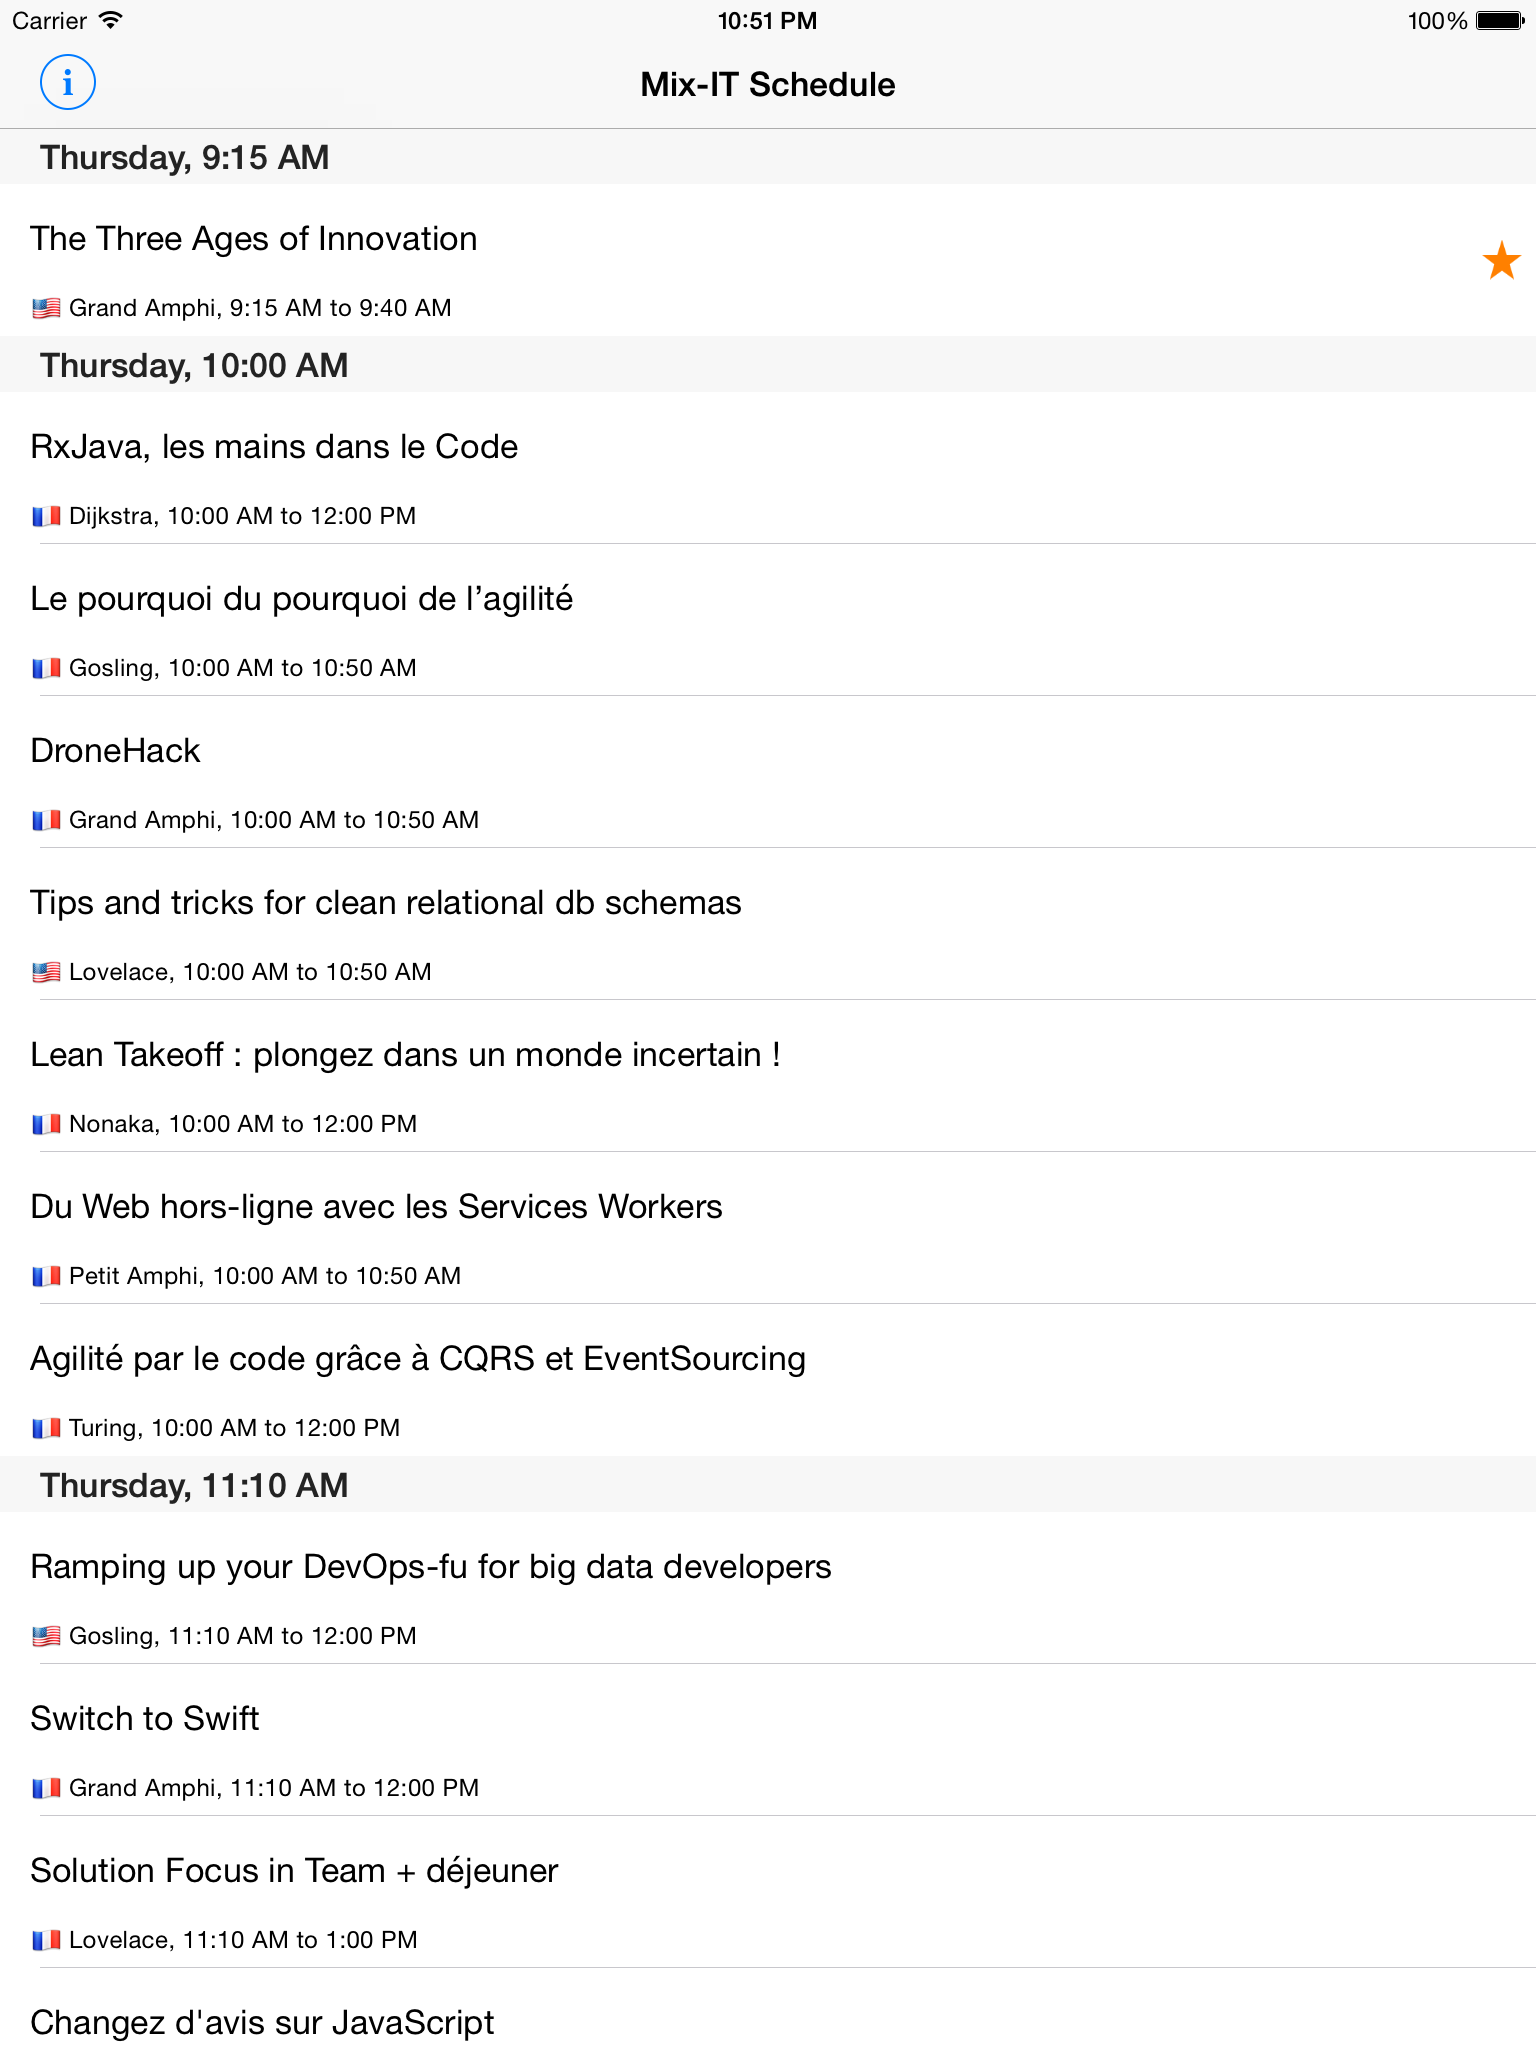 Carrier 10:51 PM 100%
i Mix-IT Schedule
Thursday, 9:15 AM
The Three Ages of Innovation
Grand Amphi, 9:15 AM to 9:40 AM
Thursday, 10:00 AM
RxJava, les mains dans le Code
Dijkstra, 10:00 AM to 12:00 PM
Le pourquoi du pourquoi de l’agilité
Gosling, 10:00 AM to 10:50 AM
DroneHack
Grand Amphi, 10:00 AM to 10:50 AM
Tips and tricks for clean relational db schemas
Lovelace, 10:00 AM to 10:50 AM
Lean Takeoff : plongez dans un monde incertain !
Nonaka, 10:00 AM to 12:00 PM
Du Web hors-ligne avec les Services Workers
Petit Amphi, 10:00 AM to 10:50 AM
Agilité par le code grâce à CQRS et EventSourcing
Turing, 10:00 AM to 12:00 PM
Thursday, 11:10 AM
Ramping up your DevOps-fu for big data developers
Gosling, 11:10 AM to 12:00 PM
Switch to Swift
Grand Amphi, 11:10 AM to 12:00 PM
Solution Focus in Team + déjeuner
Lovelace, 11:10 AM to 1:00 PM
Changez d'avis sur JavaScript